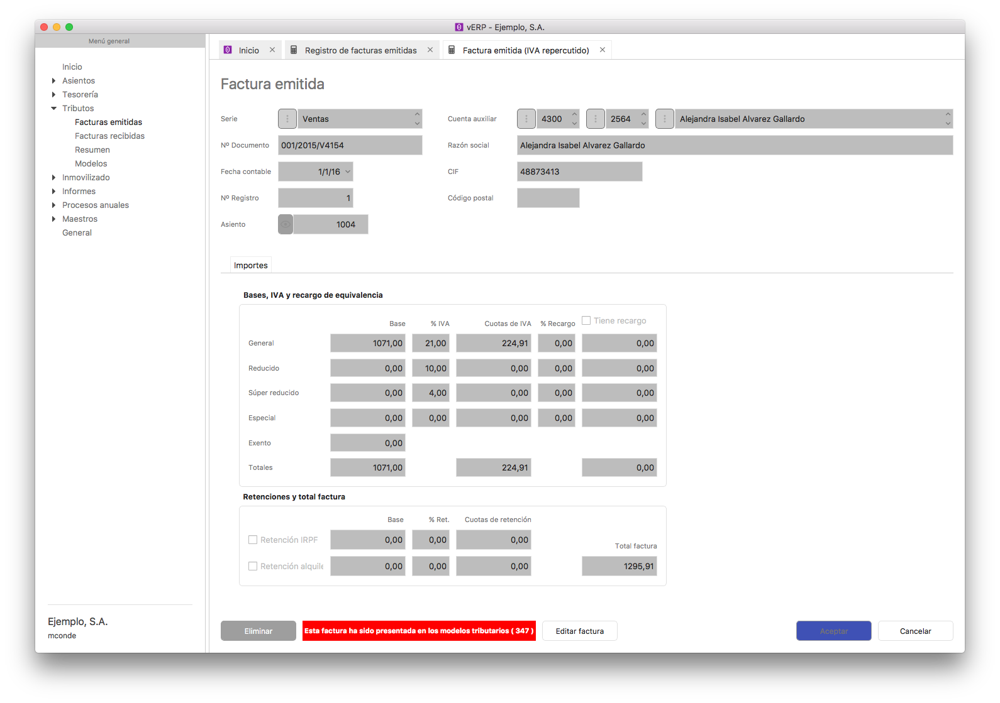 vERP - Ejemplo, S.A.
Menú general
Inicio
Asientos
Tesorería
Tributos
Facturas emitidas
Facturas recibidas
Resumen
Modelos
Inmovilizado
Informes
Procesos anuales
Maestros
General
Ejemplo, S.A.
mconde
Inicio Registro de facturas emitidas Factura emitida (IVA repercutido)
Factura emitida
Serie Ventas Cuenta auxiliar 4300 2564 Alejandra Isabel Alvarez Gallardo
Nº Documento 001/2015/V4154 Razón social Alejandra Isabel Alvarez Gallardo
Fecha contable 1/1/16 CIF 48873413
Nº Registro 1 Código postal
Asiento 1004
Importes
Bases, IVA y recargo de equivalencia
Base % IVA Cuotas de IVA % Recargo Tiene recargo
General 1071,00 21,00 224,91 0,00 0,00
Reducido 0,00 10,00 0,00 0,00 0,00
Súper reducido 0,00 4,00 0,00 0,00 0,00
Especial 0,00 0,00 0,00 0,00 0,00
Exento 0,00
Totales 1071,00 224,91 0,00
Retenciones y total factura
Base % Ret. Cuotas de retención
Retención IRPF 0,00 0,00 0,00 Total factura
Retención alquile 0,00 0,00 0,00 1295,91
Eliminar Esta factura ha sido presentada en los modelos tributarios ( 347 ) Editar factura Aceptar Cancelar